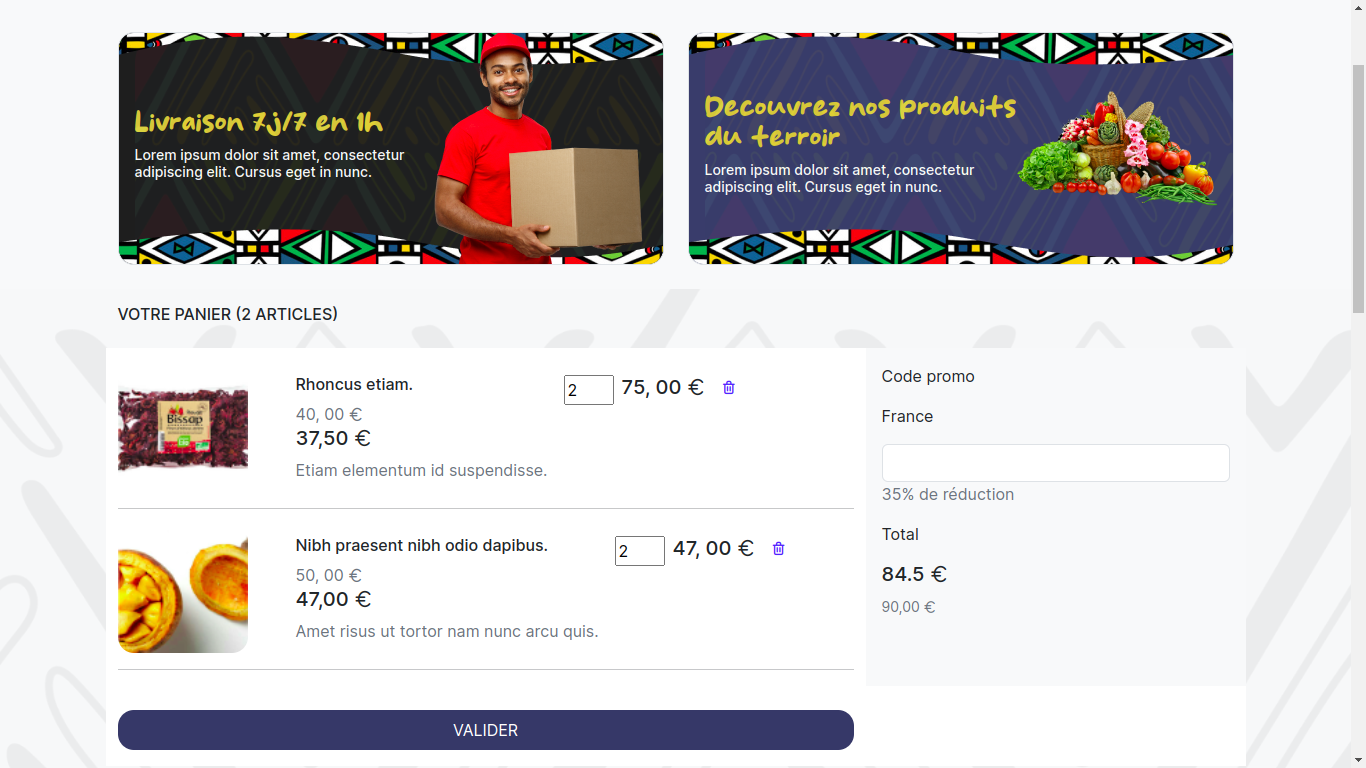 Livraison 7j/7 en 1h
Lorem ipsum dolor sit amet, consectetur
adipiscing elit. Cursus eget in nunc.
Decouvrez nos produits
du terroir
Lorem ipsum dolor sit amet, consectetur
adipiscing elit. Cursus eget in nunc.
VOTRE PANIER (2 ARTICLES)
Bissap
Rhoncus etiam.
2
75, 00 €
40, 00 €
37,50 €
Etiam elementum id suspendisse.
Nibh praesent nibh odio dapibus.
2
47, 00 €
50, 00 €
47,00 €
Amet risus ut tortor nam nunc arcu quis.
VALIDER
Code promo
France
35% de réduction
Total
84.5 €
90,00 €